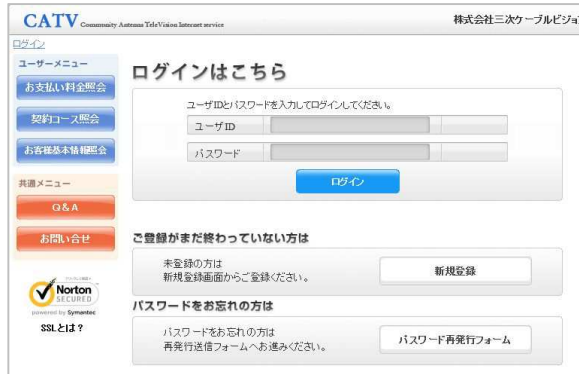 CATV Community Antenna TeleVision Internet service
株式会社三次ケーブルビジョ
ログイン
ユーザーメニュー
お支払い料金照会
契約コース照会
お客様基本情報照会
共通メニュー
Q&A
お問い合せ
Norton
SECURED
powered by Symantec
SSLとは?
ログインはこちら
ユーザIDとパスワードを入力してログインしてください。
ユーザID
パスワード
ログイン
ご登録がまだ終わっていない方は
未登録の方は
新規登録画面からご登録ください。
新規登録
パスワードをお忘れの方は
パスワードをお忘れの方は
再発行送信フォームへお進みください。
パスワード再発行フォーム